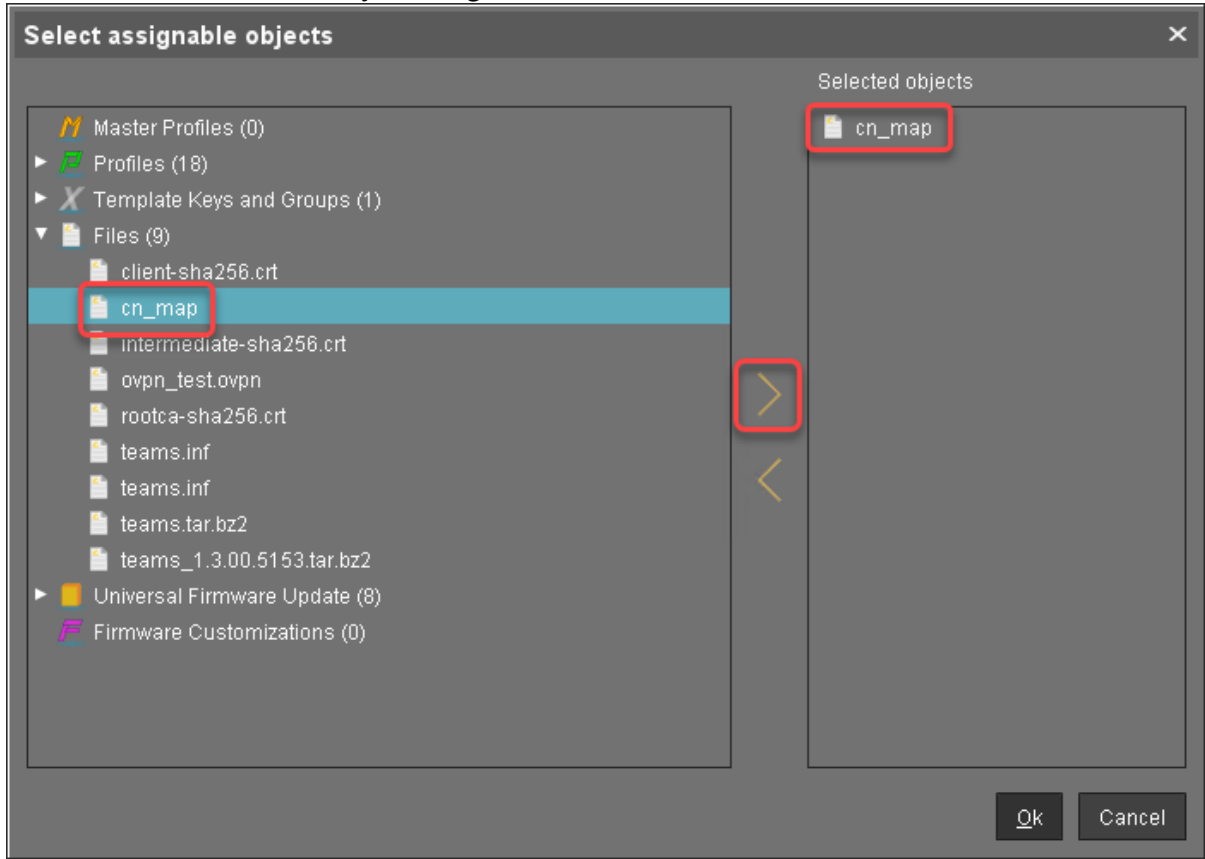 Select assignable objects
Selected objects
Master Profiles (0)
Profiles (18)
Template Keys and Groups (1)
Files (9)
client-sha256.crt
cn_map
intermediate-sha256.crt
ovpn_test.ovpn
rootca-sha256.crt
teams.inf
teams.inf
teams.tar.bz2
teams_1.3.00.5153.tar.bz2
Universal Firmware Update (8)
Firmware Customizations (0)
cn_map
Ok
Cancel